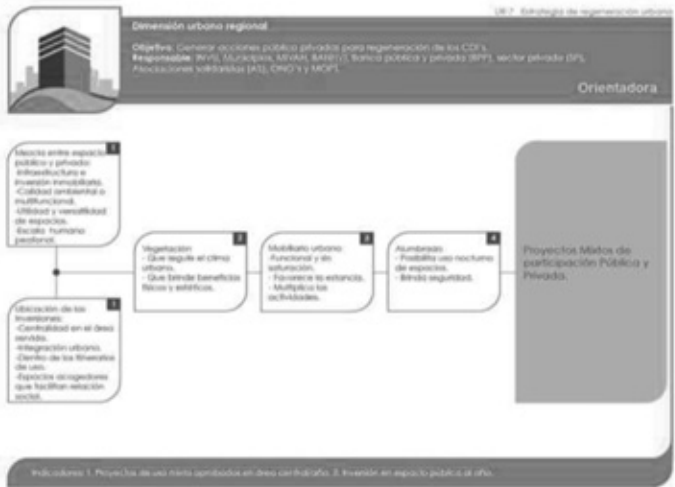 UR-7 Estrategia de regeneración urbana
Dimensión urbano regional
Objetivo: Generar acciones público privadas para regeneración de los CDI's.
Responsable: INVU, Municipios, MIVAH, BANHVI, Banca pública y privada (BPP), sector privado (SP),
Asociaciones solidaristas (AS), ONG's y MOPT.
Orientadora
1
Mezcla entre espacio
público y privado:
-Infraestructura e
inversión inmobiliaria.
-Calidad ambiental o
multifuncional.
-Utilidad y versatilidad
de espacios.
-Escala humana
peatonal.
2
Vegetación
- Que regule el clima
urbano.
- Que brinde beneficios
físicos y estéticos.
3
Mobiliario urbano
-Funcional y sin
saturación.
- Favorece la estancia.
- Multiplica las
actividades.
4
Alumbrado
- Posibilita uso nocturno
de espacios.
- Brinda seguridad.
Proyectos Mixtos de
participación Pública y
Privada.
1
Ubicación de las
inversiones:
-Centralidad en el área
servida.
-Integración urbana.
-Dentro de los itinerarios
de uso.
-Espacios acogedores
que facilitan relación
social.
Indicadores 1. Proyectos de uso mixto aprobados en área central/año. 2. Inversión en espacio público al año.